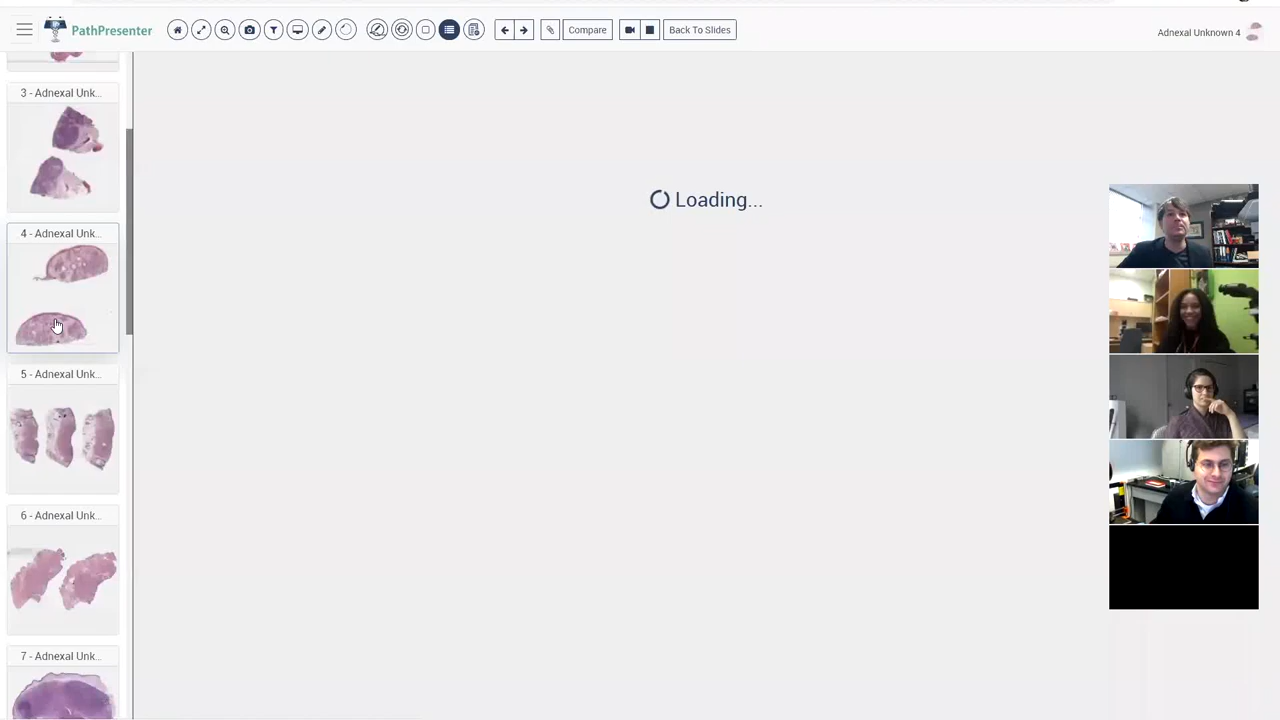 PathPresenter
Compare
Back To Slides
Adnexal Unknown 4
3 - Adnexal Unk...
4 - Adnexal Unk...
5 - Adnexal Unk...
6 - Adnexal Unk...
7 - Adnexal Unk...
Loading...